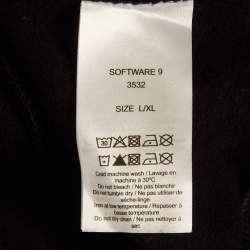 SOFTWARE 9
3532
SIZE L/XL
30
Cold machine wash / Lavage en
machine à 30ºC
Do not bleach / Ne pas blanchir
Do not tumble dry / Ne pas utiliser de
sèche-linge
Iron at low temperature / Repasser à
basse température
Do not dry clean / Ne pas nettoyer à
sec